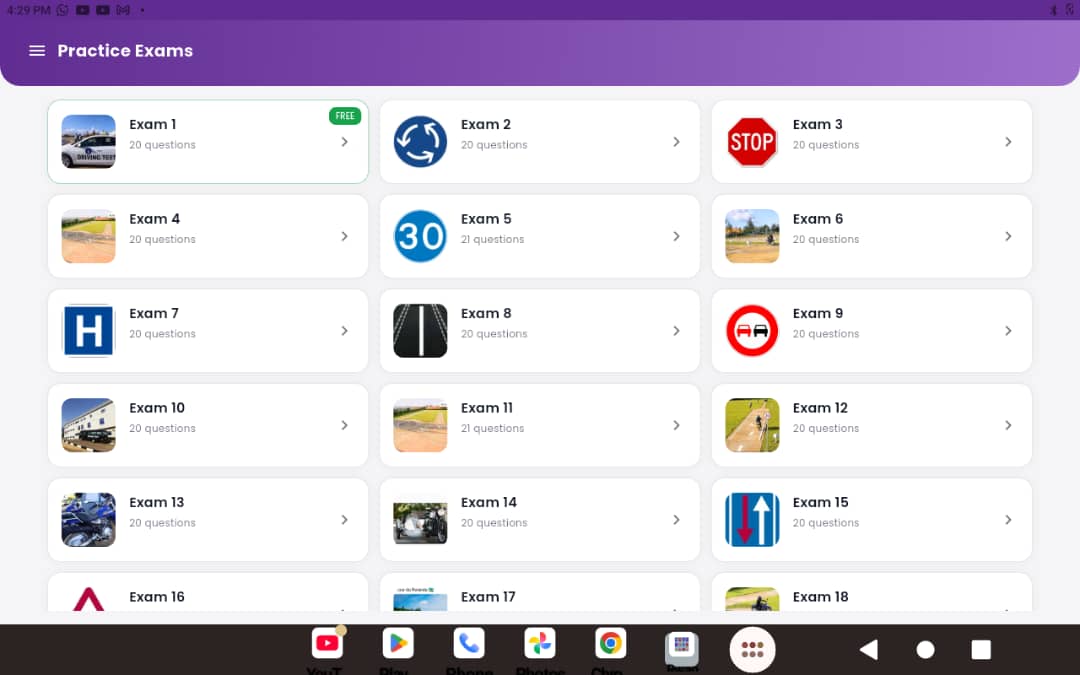 4:29 PM
Practice Exams
Exam 1
FREE
20 questions
DRIVING TEST
Exam 2
20 questions
Exam 3
20 questions
STOP
Exam 4
20 questions
Exam 5
21 questions
30
Exam 6
20 questions
Exam 7
20 questions
H
Exam 8
20 questions
Exam 9
20 questions
Exam 10
20 questions
Exam 11
21 questions
Exam 12
20 questions
Exam 13
20 questions
Exam 14
20 questions
Exam 15
20 questions
Exam 16
Exam 17
Exam 18
YouT
Play
Phone
Photos
Chro